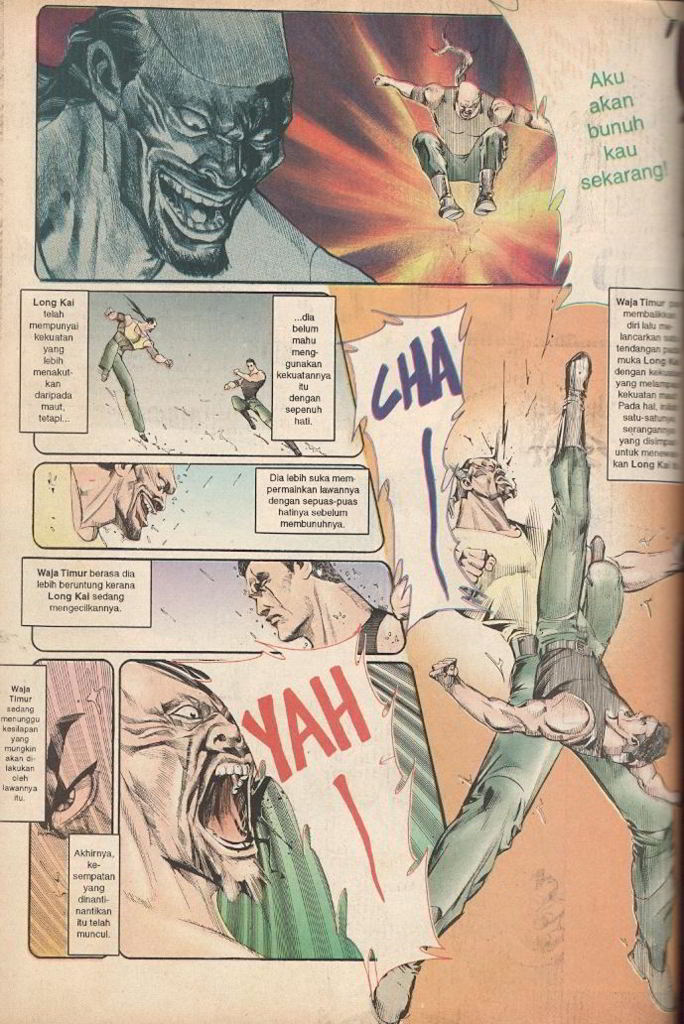 Aku
akan
bunuh
kau
sekarang!
Long Kai
telah
mempunyai
kekuatan
yang
lebih
menakut-
kan
daripada
maut,
tetapi...
...dia
belum
mahu
meng-
gunakan
kekuatannya
itu
dengan
sepenuh
hati.
Dia lebih suka mem-
permainkan lawannya
dengan sepuas-puas
hatinya sebelum
membunuhnya.
Waja Timur berasa dia
lebih beruntung kerana
Long Kai sedang
mengecilkannya.
Waja
Timur
sedang
menunggu
kesilapan
yang
mungkin
akan di-
lakukan
oleh
lawannya
itu.
Akhirnya,
ke-
sempatan
yang
dinanti-
nantikan
itu telah
muncul.
YAH!
CHA!
Waja Timur
membalikkan
diri lalu
lancarkan
tendangan
muka Long
dengan
yang
kekuatan
Pada hal,
satu-satunya
serangannya
yang
untuk
kan Long Kai